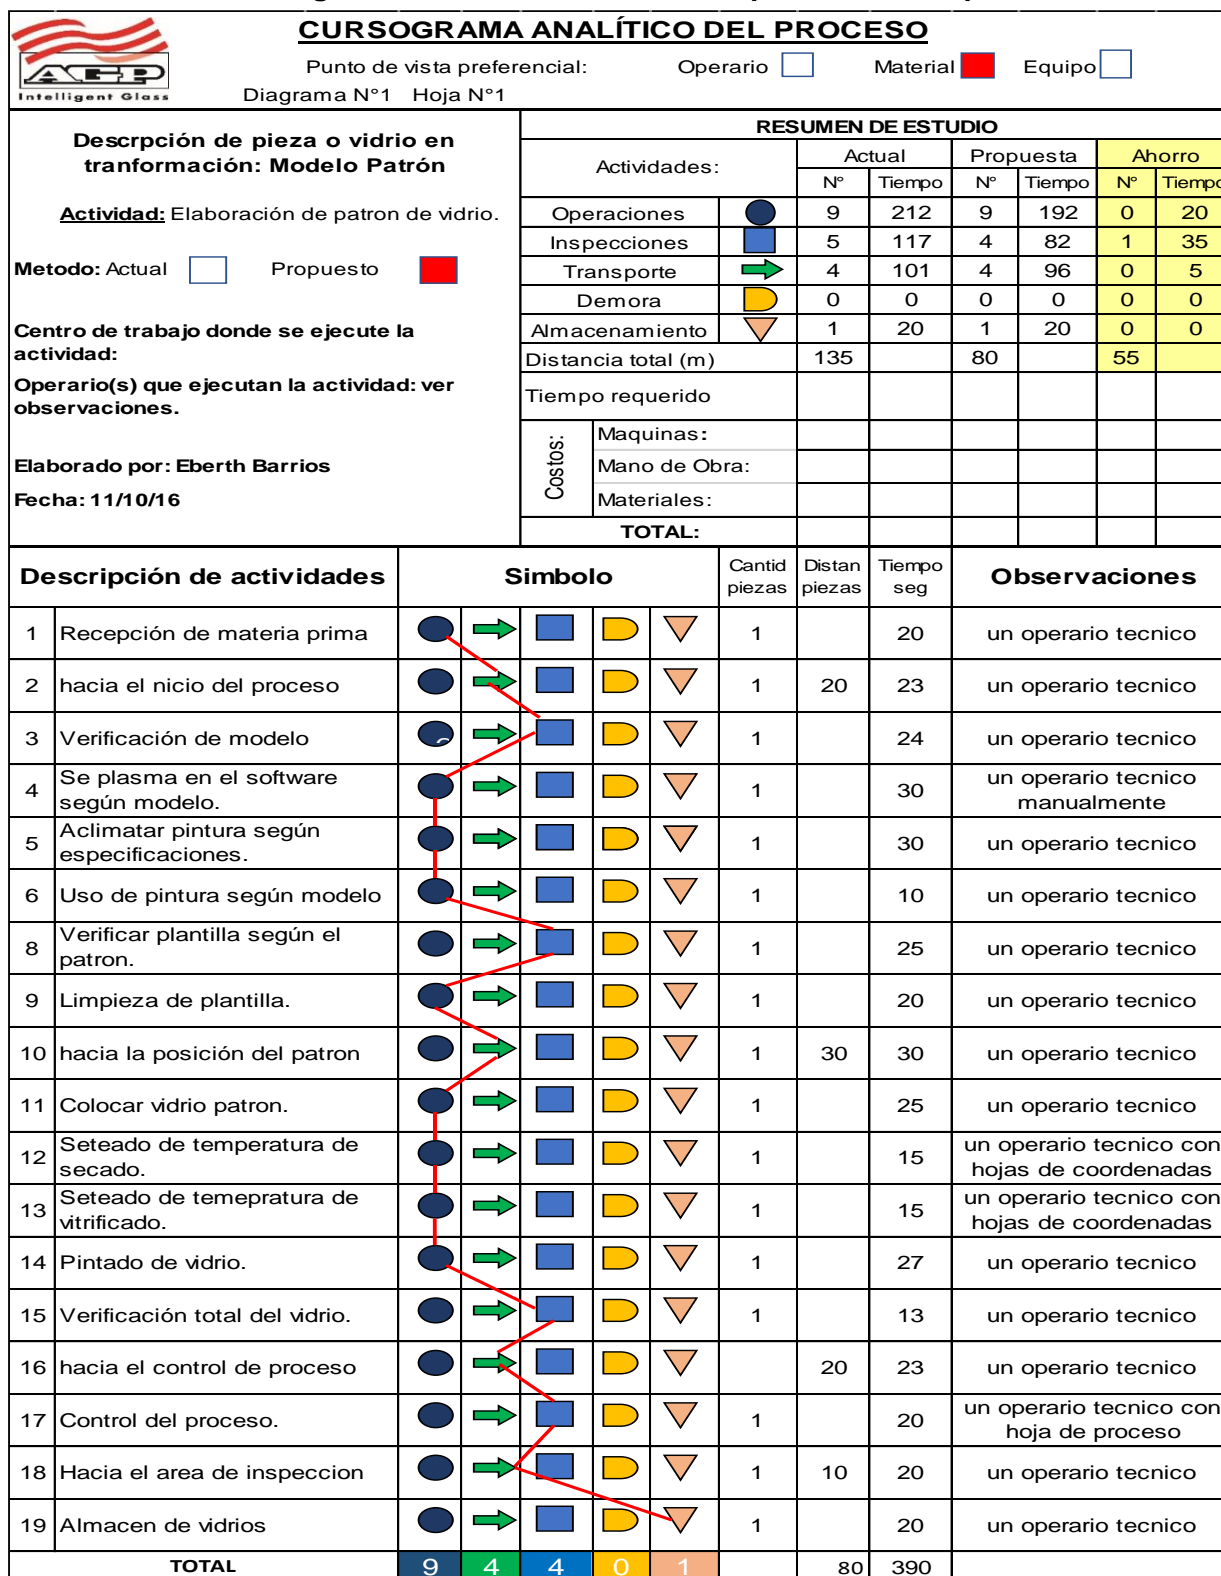 CURSOGRAMA ANALÍTICO DEL PROCESO
AEP
Intelligent Glass
Punto de vista preferencial: Operario Material Equipo
Diagrama N°1 Hoja N°1
Descrpción de pieza o vidrio en
tranformación: Modelo Patrón
Actividad: Elaboración de patron de vidrio.
Metodo: Actual Propuesto
Centro de trabajo donde se ejecute la
actividad:
Operario(s) que ejecutan la actividad: ver
observaciones.
Elaborado por: Eberth Barrios
Fecha: 11/10/16
RESUMEN DE ESTUDIO
Actividades: Actual Propuesta Ahorro
N° Tiempo N° Tiempo N° Tiempo
Operaciones 9 212 9 192 0 20
Inspecciones 5 117 4 82 1 35
Transporte 4 101 4 96 0 5
Demora 0 0 0 0 0 0
Almacenamiento 1 20 1 20 0 0
Distancia total (m) 135 80 55
Tiempo requerido
Costos:
Maquinas:
Mano de Obra:
Materiales:
TOTAL:
Descripción de actividades Simbolo Cantid piezas Distan piezas Tiempo seg Observaciones
1 Recepción de materia prima 1 20 un operario tecnico
2 hacia el nicio del proceso 1 20 23 un operario tecnico
3 Verificación de modelo 1 24 un operario tecnico
4 Se plasma en el software según modelo. 1 30 un operario tecnico manualmente
5 Aclimatar pintura según especificaciones. 1 30 un operario tecnico
6 Uso de pintura según modelo 1 10 un operario tecnico
8 Verificar plantilla según el patron. 1 25 un operario tecnico
9 Limpieza de plantilla. 1 20 un operario tecnico
10 hacia la posición del patron 1 30 30 un operario tecnico
11 Colocar vidrio patron. 1 25 un operario tecnico
12 Seteado de temperatura de secado. 1 15 un operario tecnico con hojas de coordenadas
13 Seteado de temepratura de vitrificado. 1 15 un operario tecnico con hojas de coordenadas
14 Pintado de vidrio. 1 27 un operario tecnico
15 Verificación total del vidrio. 1 13 un operario tecnico
16 hacia el control de proceso 20 23 un operario tecnico
17 Control del proceso. 1 20 un operario tecnico con hoja de proceso
18 Hacia el area de inspeccion 1 10 20 un operario tecnico
19 Almacen de vidrios 1 20 un operario tecnico
TOTAL 9 4 4 0 1 80 390